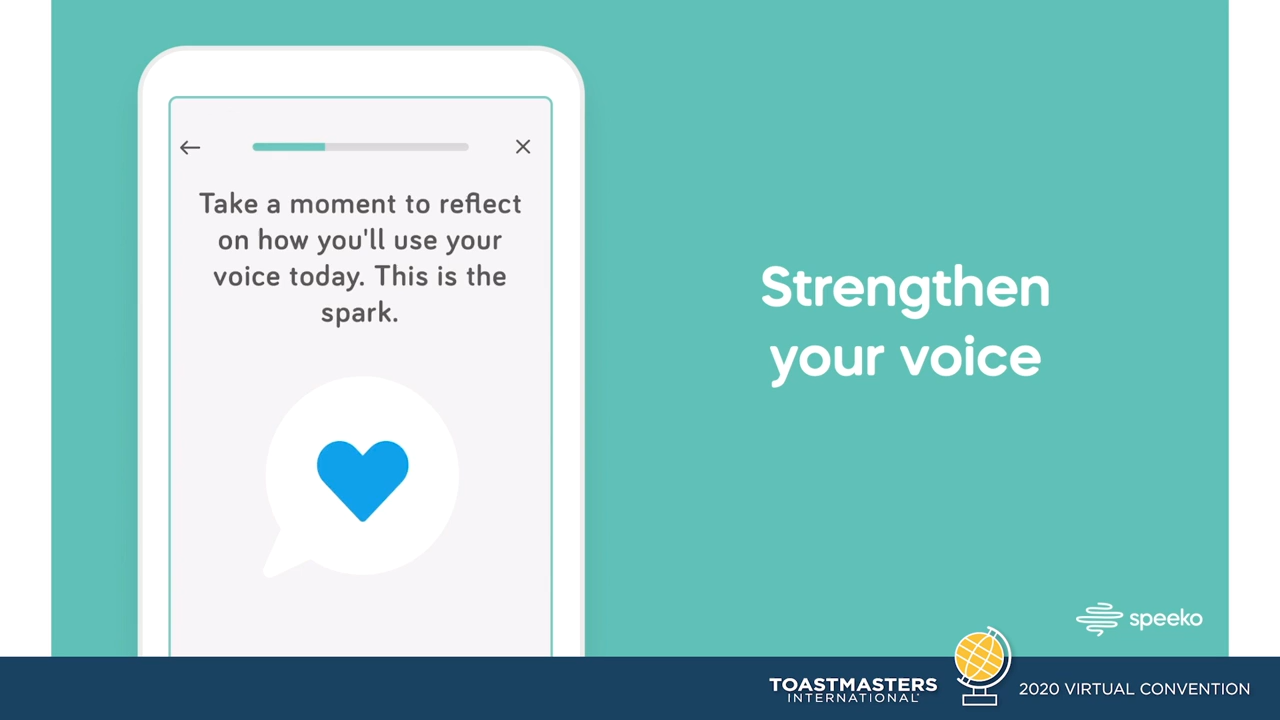 Take a moment to reflect
on how you'll use your
voice today. This is the
spark.
Strengthen
your voice
speeko
TOASTMASTERS
INTERNATIONAL
2020 VIRTUAL CONVENTION